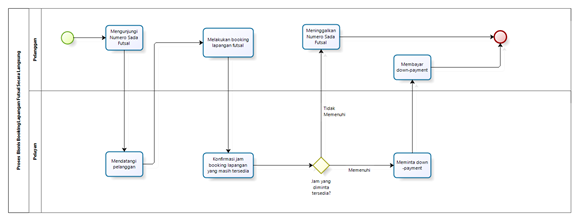 Proses Bisnis Booking Lapangan Futsal Secara Langsung
Pelanggan
Mengunjungi
Numero Sada
Futsal
Melakukan booking
lapangan futsal
Meninggalkan
Numero Sada
Futsal
Membayar
down-payment
Tidak
Memenuhi
Pelayan
Mendatangi
pelanggan
Konfirmasi jam
booking lapangan
yang masih tersedia
Jam yang
diminta
tersedia?
Memenuhi
Meminta down
-payment